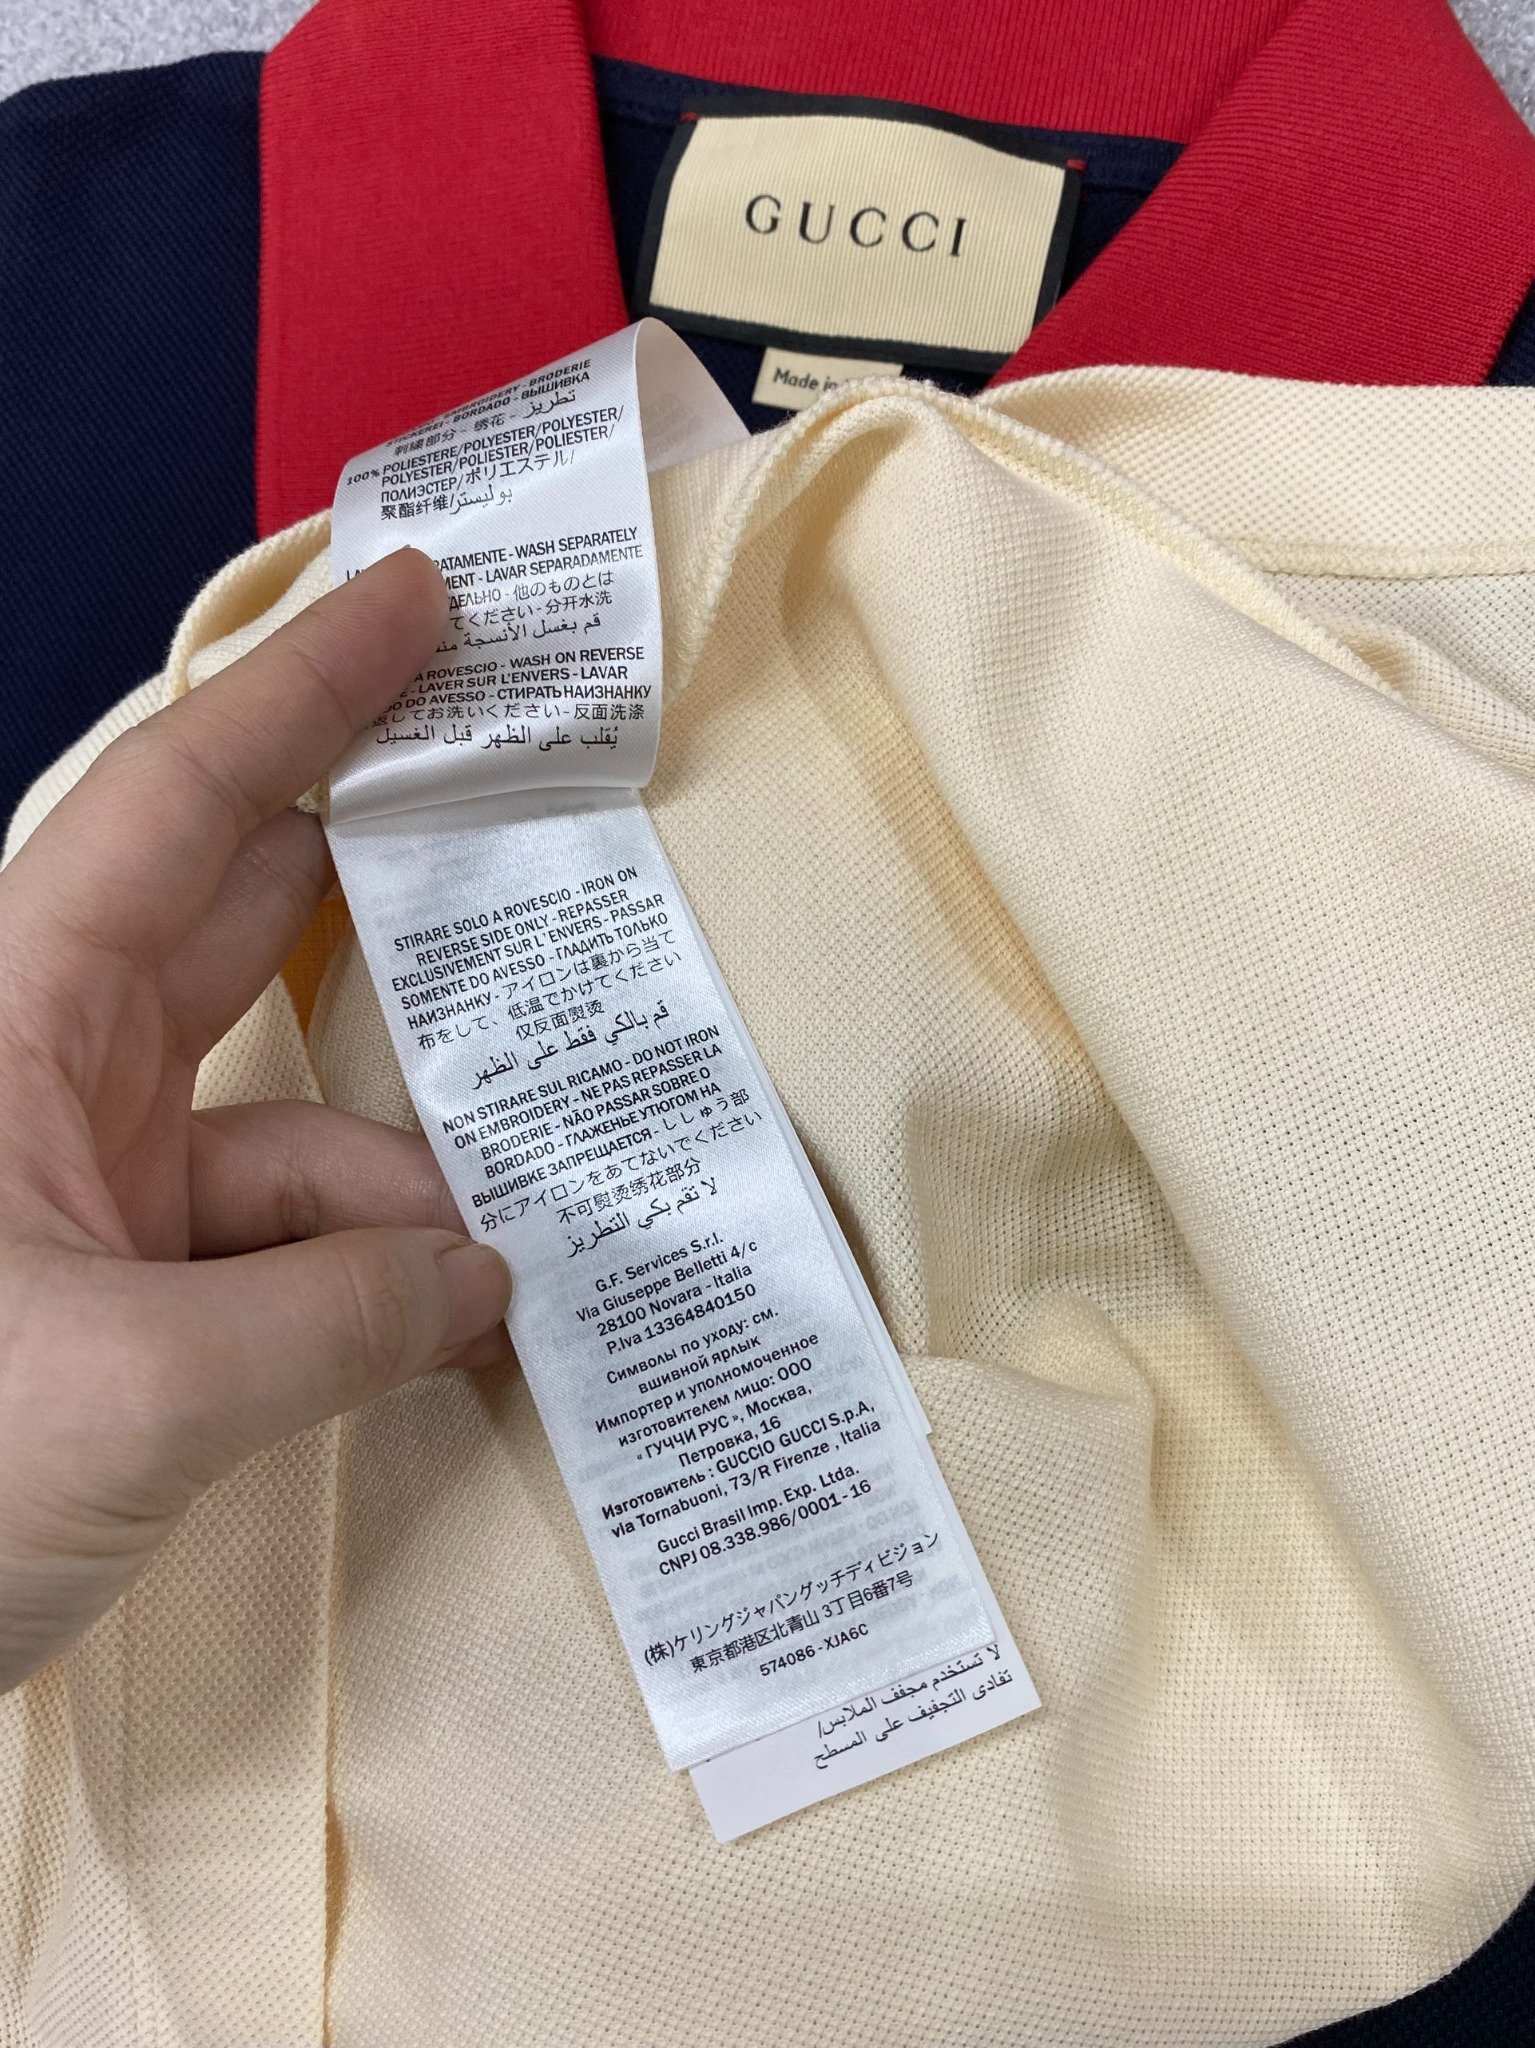 GUCCI
Made in
EMBROIDERY - BRODERIE
STICKEREI - BORDADO - ВЫШИВКА
刺繍部分 - 绣花 - تطريز
100% POLIESTERE/POLYESTER/POLYESTER/
POLYESTER/POLIESTER/POLIESTER/
ПОЛИЭСТЕР/ポリエステル/
聚酯纤维/بوليستر
RATAMENTE - WASH SEPARATELY
MENT - LAVAR SEPARADAMENTE
ДЕЛЬНО - 他のものとは
てください - 分开水洗
قم بغسل الأنسجة
A ROVESCIO - WASH ON REVERSE
- LAVER SUR L'ENVERS - LAVAR
DO DO AVESSO - СТИРАТЬ НАИЗНАНКУ
返してお洗いください - 反面洗涤
يُقلب على الظهر قبل الغسيل
STIRARE SOLO A ROVESCIO - IRON ON
REVERSE SIDE ONLY - REPASSER
EXCLUSIVEMENT SUR L'ENVERS - PASSAR
SOMENTE DO AVESSO - ГЛАДИТЬ ТОЛЬКО
НАИЗНАНКУ - アイロンは裏から当て
布をして、低温でかけてください
仅反面熨烫
قم بالكي فقط على الظهر
NON STIRARE SUL RICAMO - DO NOT IRON
ON EMBROIDERY - NE PAS REPASSER LA
BRODERIE - NÃO PASSAR SOBRE O
BORDADO - ГЛАЖЕНЬЕ УТЮГОМ НА
ВЫШИВКЕ ЗАПРЕЩАЕТСЯ - ししゅう部
分にアイロンをあてないでください
不可熨烫绣花部分
لا تقم بكي التطريز
G.F. Services S.r.l.
Via Giuseppe Belletti 4/c
28100 Novara - Italia
P.Iva 13364840150
Символы по уходу: см.
вшивной ярлык
Импортер и уполномоченное
изготовителем лицо: ООО
« ГУЧЧИ РУС », Москва,
Петровка, 16
Изготовитель : GUCCIO GUCCI S.p.A,
via Tornabuoni, 73/R Firenze , Italia
Gucci Brasil Imp. Exp. Ltda.
CNPJ 08.338.986/0001-16
(株)ケリングジャパングッチディビジョン
東京都港区北青山 3丁目6番7号
574086 - XJA6C
لا تستخدم مجفف الملابس/
تفادى التجفيف على المسطح